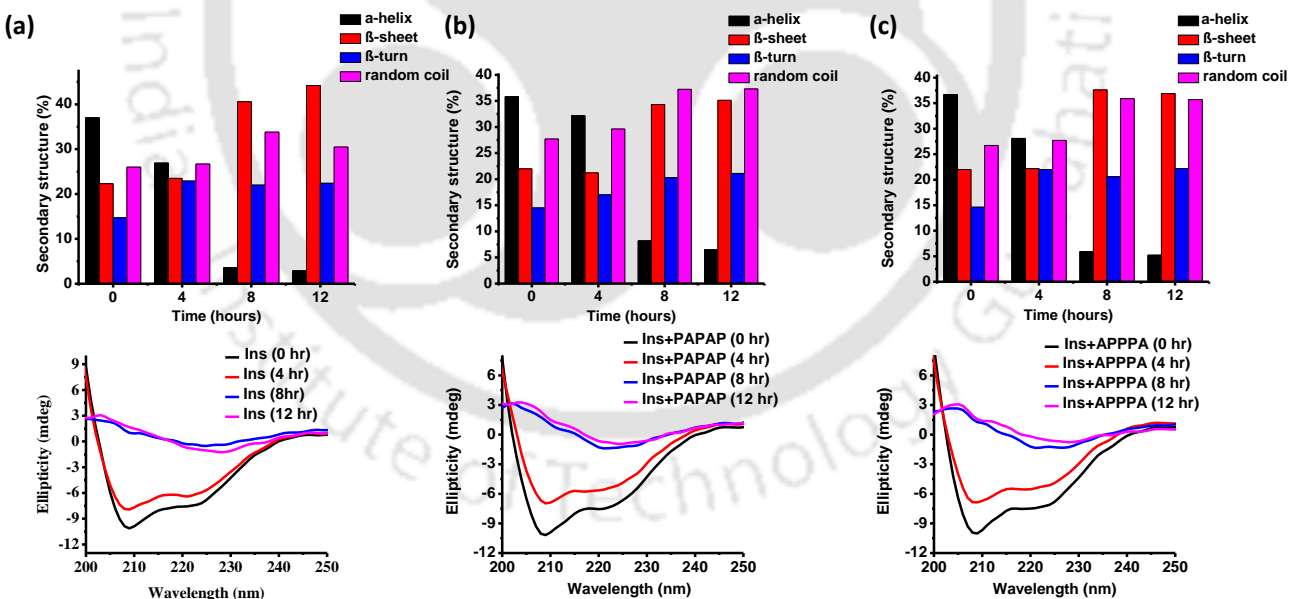 (a)
a-helix
ß-sheet
ß-turn
random coil
Secondary structure (%)
40
30
20
10
0
0 4 8 12
Time (hours)
(b)
a-helix
ß-sheet
ß-turn
random coil
Secondary structure (%)
40
35
30
25
20
15
10
5
0
0 4 8 12
Time (hours)
(c)
a-helix
ß-sheet
ß-turn
random coil
Secondary structure (%)
40
35
30
25
20
15
10
5
0
0 4 8 12
Time (hours)
Ins (0 hr)
Ins (4 hr)
Ins (8hr)
Ins (12 hr)
Ellipticity (mdeg)
9
6
3
0
-3
-6
-9
-12
200 210 220 230 240 250
Wavelength (nm)
Ins+PAPAP (0 hr)
Ins+PAPAP (4 hr)
Ins+PAPAP (8 hr)
Ins+PAPAP (12 hr)
Ellipticity (mdeg)
6
3
0
-3
-6
-9
-12
200 210 220 230 240 250
Wavelength (nm)
Ins+APPPA (0 hr)
Ins+APPPA (4 hr)
Ins+APPPA (8 hr)
Ins+APPPA (12 hr)
Ellipticity (mdeg)
6
3
0
-3
-6
-9
-12
200 210 220 230 240 250
Wavelength (nm)
of Technology